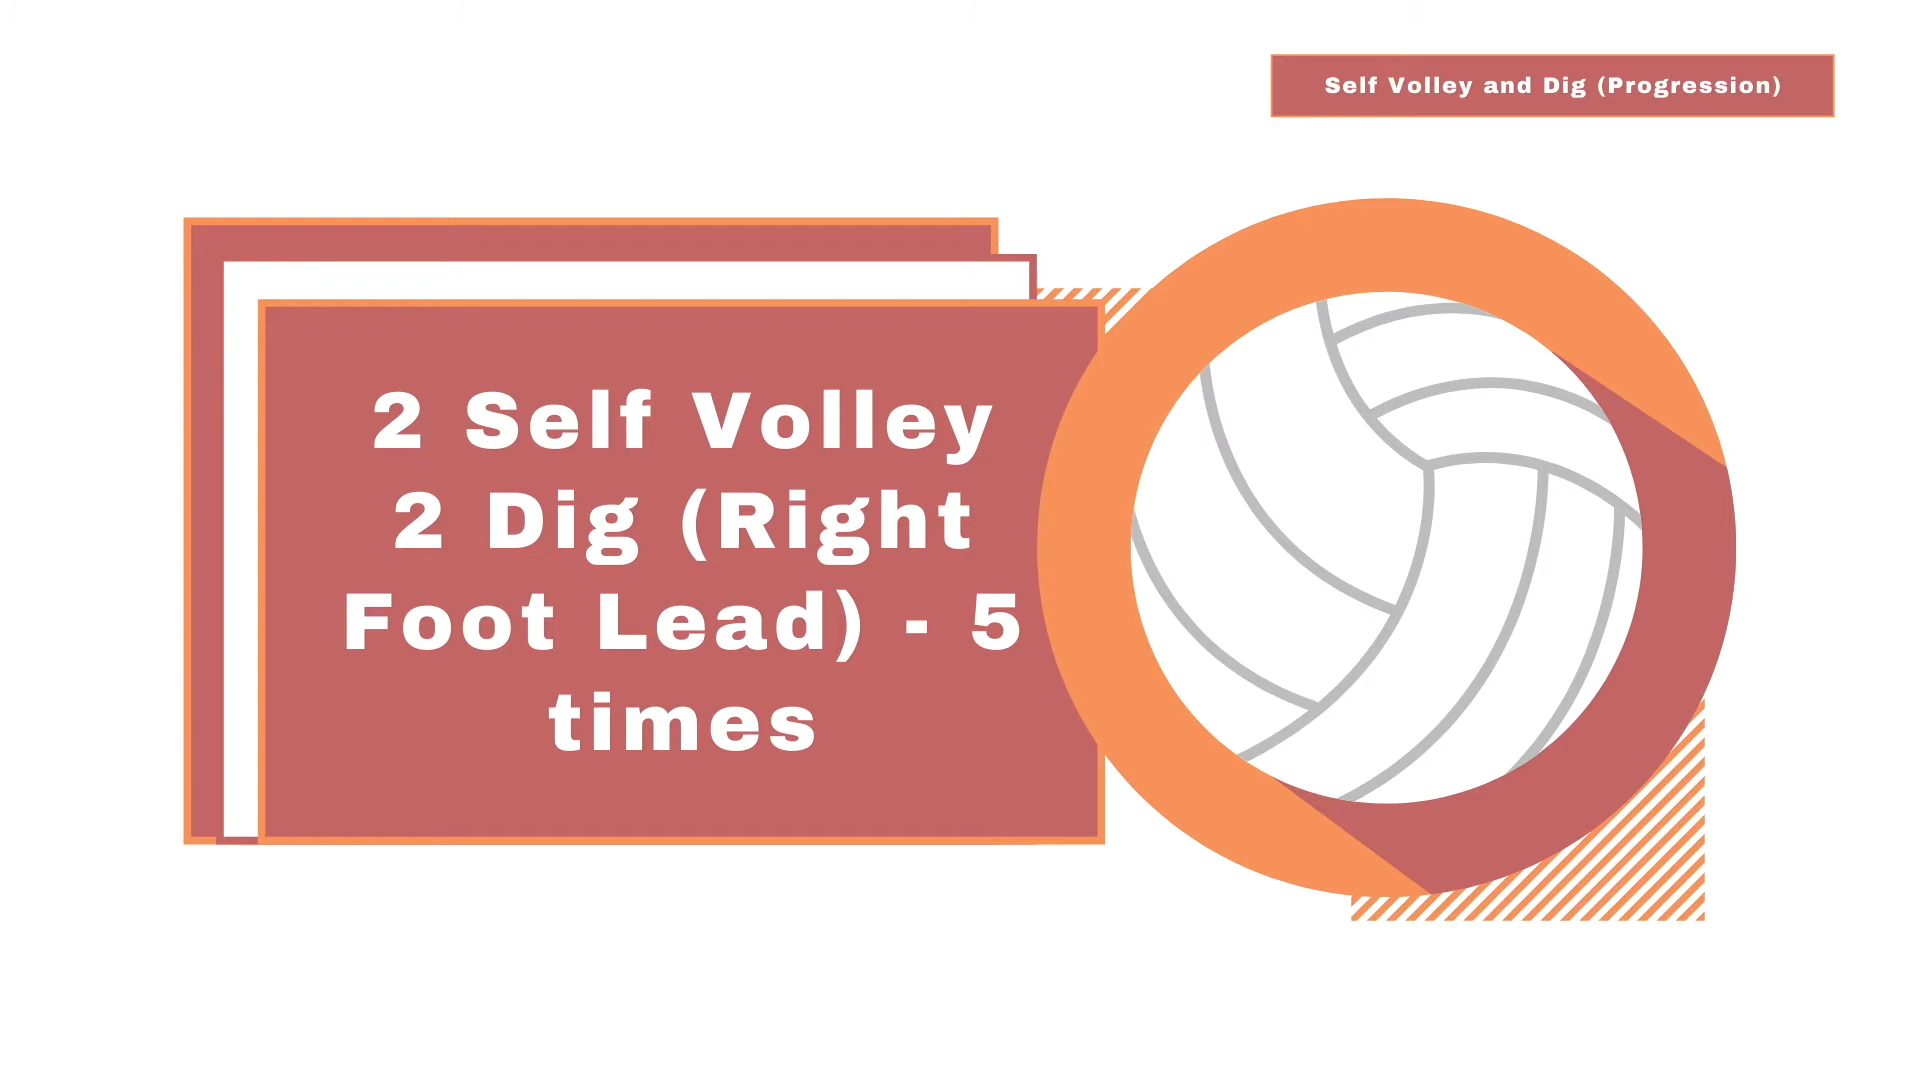 Self Volley and Dig (Progression)
2 Self Volley
2 Dig (Right
Foot Lead) - 5
times